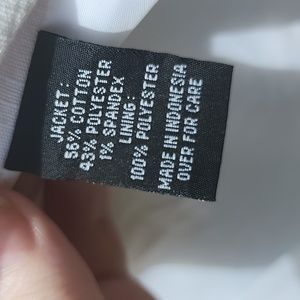 JACKET:
56% COTTON
43% POLYESTER
1% SPANDEX
LINING:
100% POLYESTER
MADE IN INDONESIA
OVER FOR CARE